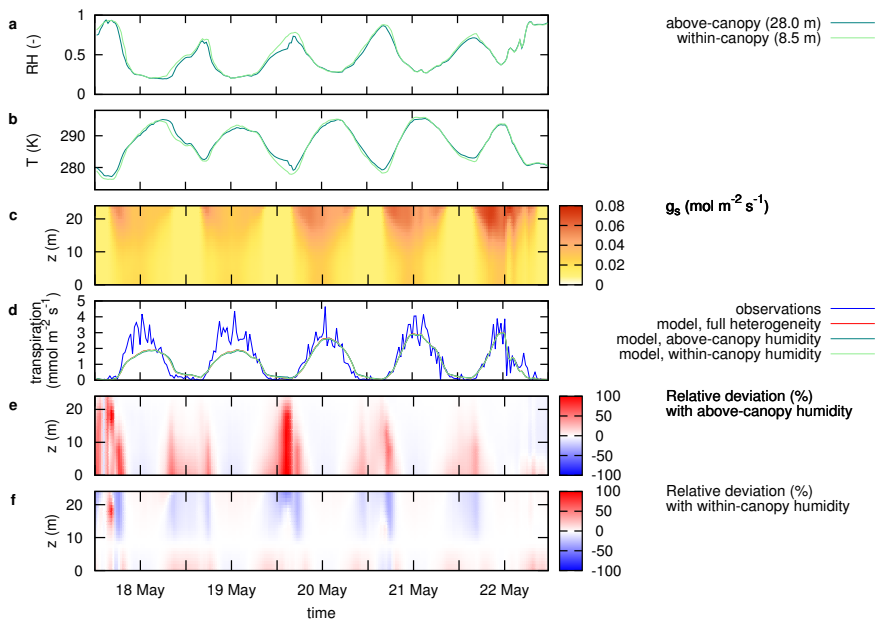 a
RH (-)
1
0.5
0
above-canopy (28.0 m)
within-canopy (8.5 m)
b
T (K)
290
280
c
z (m)
20
10
0
0.08
0.06
0.04
0.02
0
gs (mol m-2 s-1)
d
transpiration
(mmol m-2 s-1)
5
4
3
2
1
0
observations
model, full heterogeneity
model, above-canopy humidity
model, within-canopy humidity
e
z (m)
20
10
0
100
50
0
-50
-100
Relative deviation (%)
with above-canopy humidity
f
z (m)
20
10
0
100
50
0
-50
-100
Relative deviation (%)
with within-canopy humidity
18 May 19 May 20 May 21 May 22 May
time